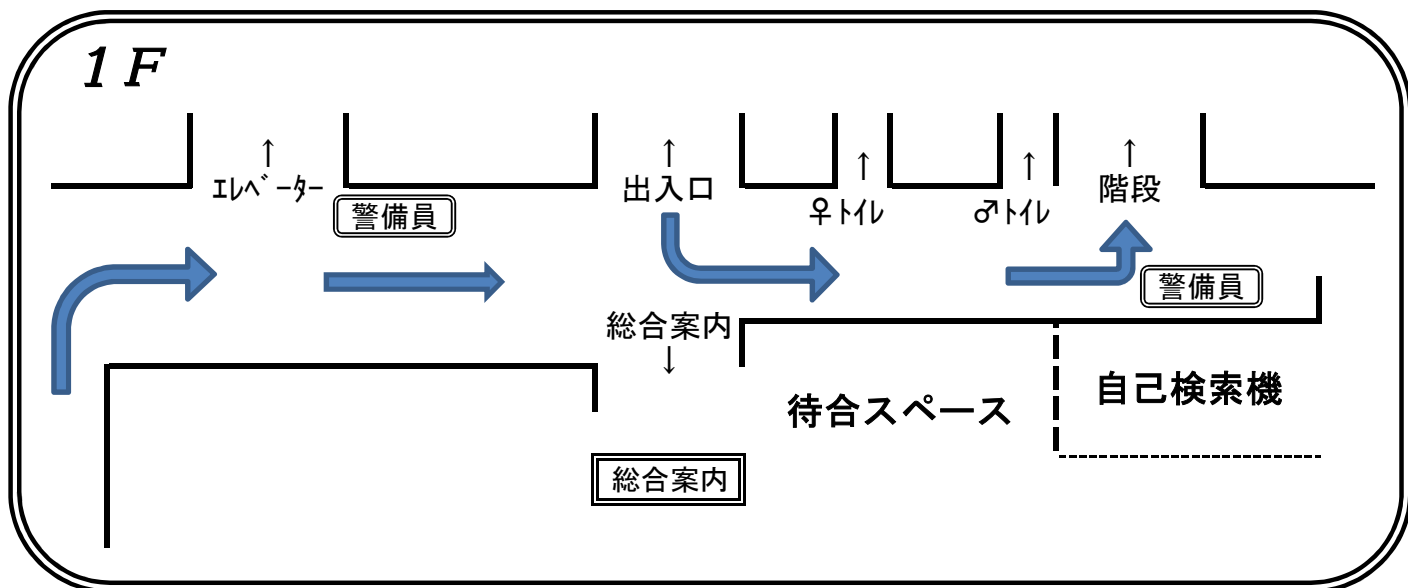 1F
↑
ｴﾚﾍﾞｰﾀｰ
警備員
↑
出入口
↑
♀ﾄｲﾚ
↑
♂ﾄｲﾚ
↑
階段
警備員
総合案内
↓
待合スペース
自己検索機
総合案内